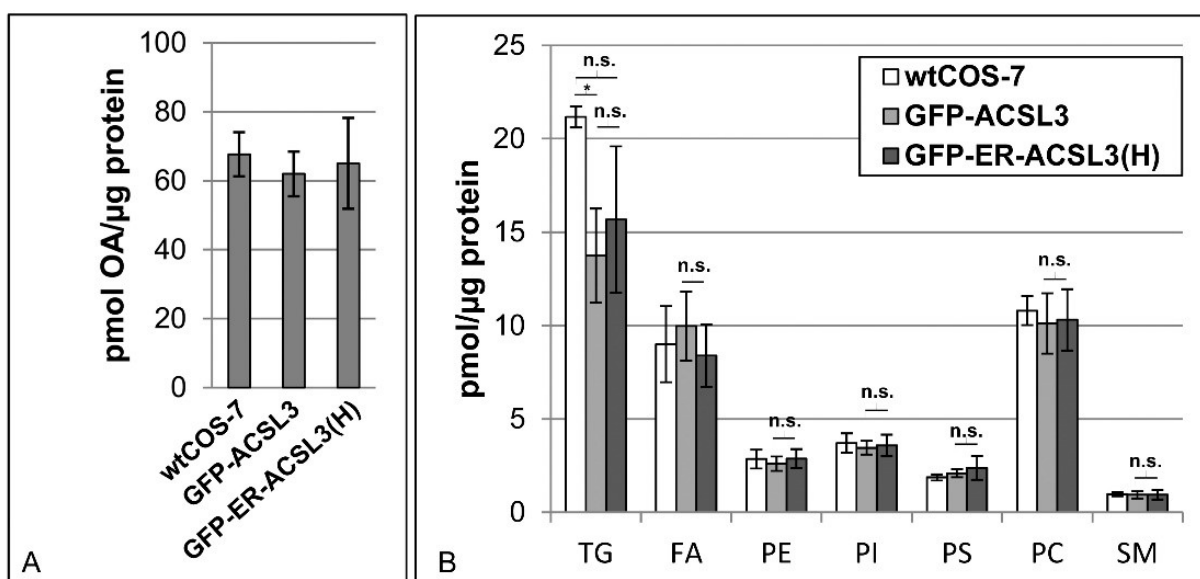 100
80
60
40
20
0
pmol OA/µg protein
wtCOS-7
GFP-ACSL3
GFP-ER-ACSL3(H)
A
25
20
15
10
5
0
pmol/µg protein
n.s.
*
n.s.
n.s.
n.s.
n.s.
n.s.
n.s.
n.s.
wtCOS-7
GFP-ACSL3
GFP-ER-ACSL3(H)
TG FA PE PI PS PC SM
B